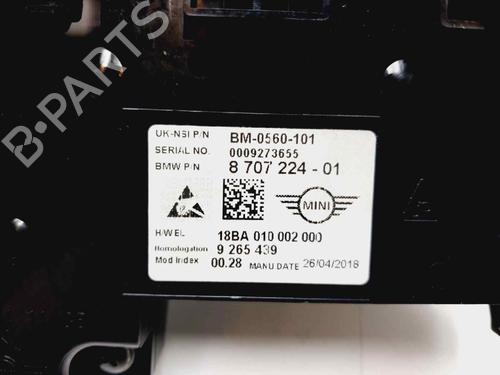 B-PARTS
UK-NSI P/N BM-0560-101
SERIAL NO. 0009273655
BMW P/N 8 707 224 - 01
MINI
H/W EL 18BA 010 002 000
Homologation 9 265 439
Mod Index 00.28 MANU DATE 26/04/2018